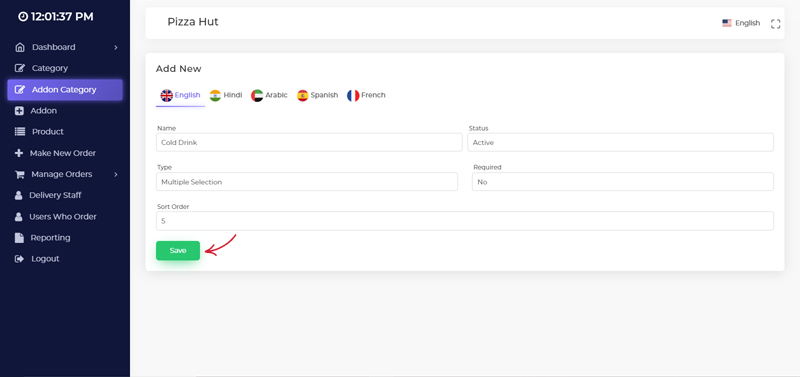 12:01:37 PM
Dashboard
Category
Addon Category
Addon
Product
Make New Order
Manage Orders
Delivery Staff
Users Who Order
Reporting
Logout
Pizza Hut
English
Add New
English Hindi Arabic Spanish French
Name Status
Cold Drink Active
Type Required
Multiple Selection No
Sort Order
5
Save